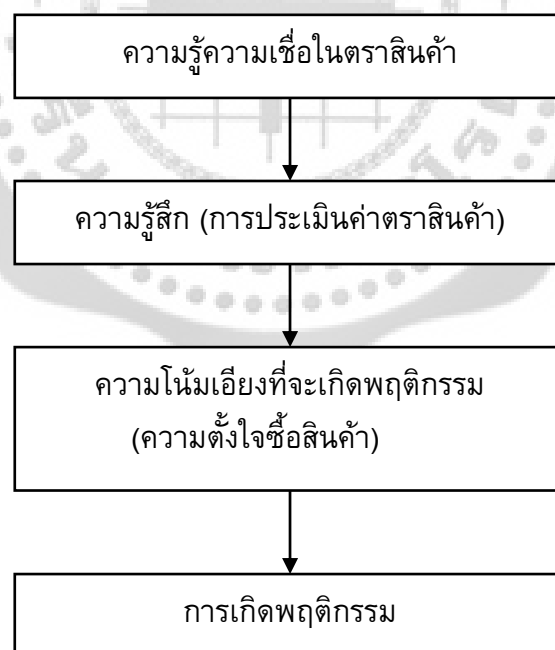 ความรู้ความเชื่อในตราสินค้า
ความรู้สึก (การประเมินค่าตราสินค้า)
ความโน้มเอียงที่จะเกิดพฤติกรรม
(ความตั้งใจซื้อสินค้า)
การเกิดพฤติกรรม